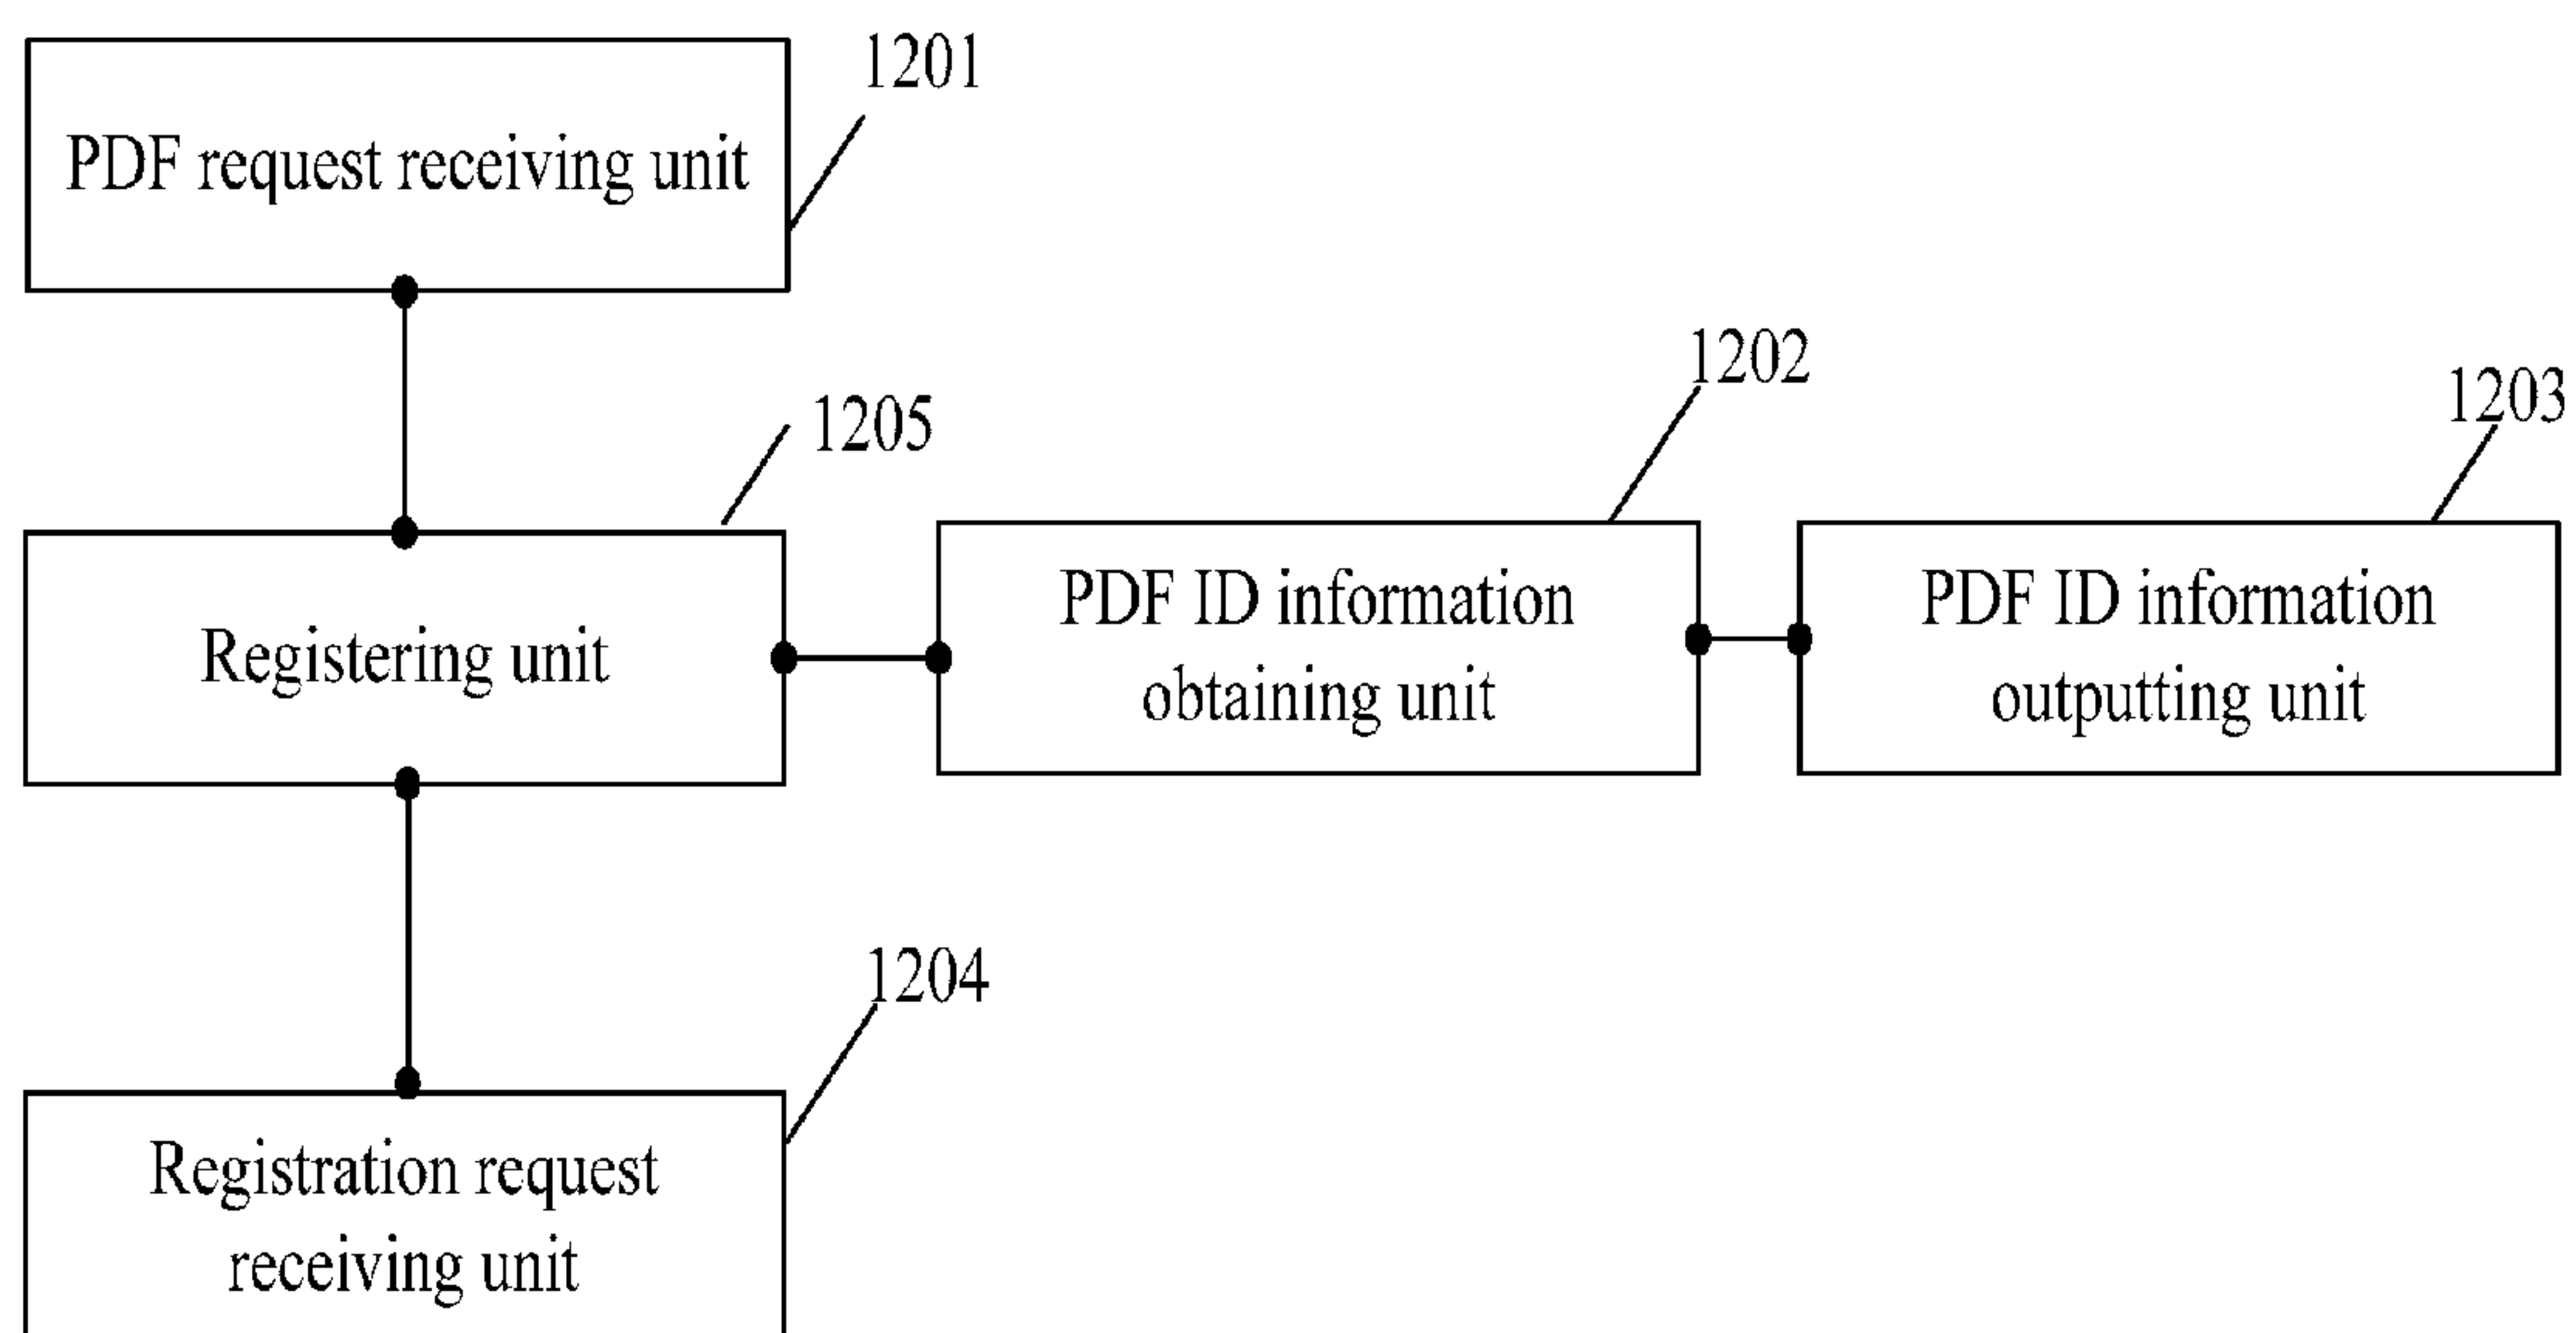 1201
PDF request receiving unit
1202
1203
1205
PDF ID information
obtaining unit
PDF ID information
outputting unit
Registering unit
1204
Registration request
receiving unit